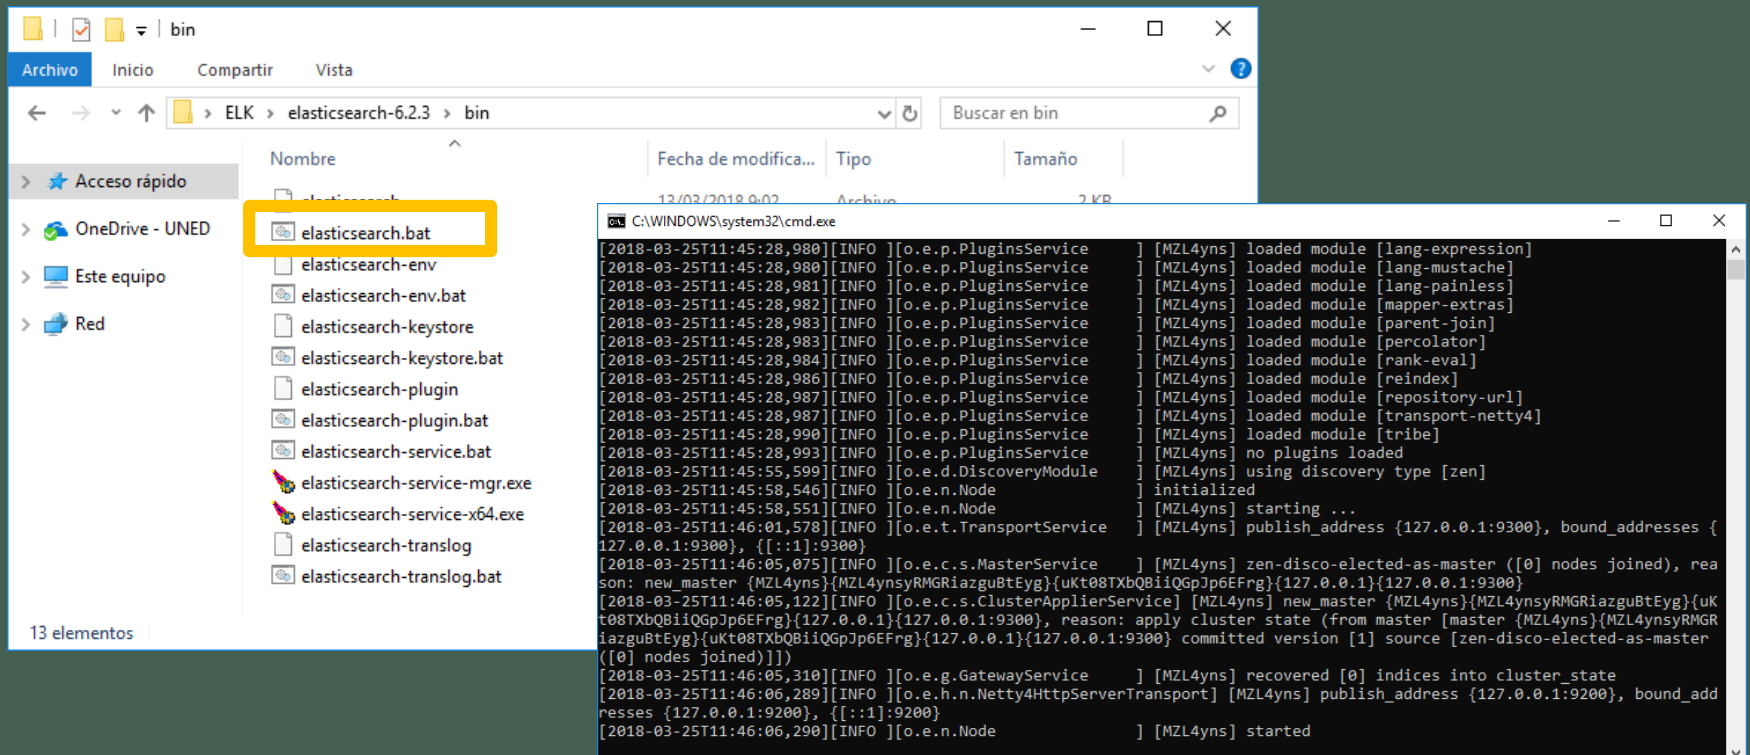 bin
Archivo
Inicio
Compartir
Vista
ELK
elasticsearch-6.2.3
bin
Buscar en bin
Nombre
Fecha de modifica...
Tipo
Tamaño
Acceso rápido
OneDrive - UNED
Este equipo
Red
elasticsearch
13/03/2018 9:02
Archivo
2 KB
elasticsearch.bat
elasticsearch-env
elasticsearch-env.bat
elasticsearch-keystore
elasticsearch-keystore.bat
elasticsearch-plugin
elasticsearch-plugin.bat
elasticsearch-service.bat
elasticsearch-service-mgr.exe
elasticsearch-service-x64.exe
elasticsearch-translog
elasticsearch-translog.bat
13 elementos
C:\WINDOWS\system32\cmd.exe
[2018-03-25T11:45:28,980][INFO ][o.e.p.PluginsService     ] [MZL4yns] loaded module [lang-expression]
[2018-03-25T11:45:28,980][INFO ][o.e.p.PluginsService     ] [MZL4yns] loaded module [lang-mustache]
[2018-03-25T11:45:28,981][INFO ][o.e.p.PluginsService     ] [MZL4yns] loaded module [lang-painless]
[2018-03-25T11:45:28,982][INFO ][o.e.p.PluginsService     ] [MZL4yns] loaded module [mapper-extras]
[2018-03-25T11:45:28,983][INFO ][o.e.p.PluginsService     ] [MZL4yns] loaded module [parent-join]
[2018-03-25T11:45:28,983][INFO ][o.e.p.PluginsService     ] [MZL4yns] loaded module [percolator]
[2018-03-25T11:45:28,984][INFO ][o.e.p.PluginsService     ] [MZL4yns] loaded module [rank-eval]
[2018-03-25T11:45:28,986][INFO ][o.e.p.PluginsService     ] [MZL4yns] loaded module [reindex]
[2018-03-25T11:45:28,987][INFO ][o.e.p.PluginsService     ] [MZL4yns] loaded module [repository-url]
[2018-03-25T11:45:28,987][INFO ][o.e.p.PluginsService     ] [MZL4yns] loaded module [transport-netty4]
[2018-03-25T11:45:28,990][INFO ][o.e.p.PluginsService     ] [MZL4yns] loaded module [tribe]
[2018-03-25T11:45:28,993][INFO ][o.e.p.PluginsService     ] [MZL4yns] no plugins loaded
[2018-03-25T11:45:55,599][INFO ][o.e.d.DiscoveryModule    ] [MZL4yns] using discovery type [zen]
[2018-03-25T11:45:58,546][INFO ][o.e.n.Node               ] initialized
[2018-03-25T11:45:58,551][INFO ][o.e.n.Node               ] [MZL4yns] starting ...
[2018-03-25T11:46:01,578][INFO ][o.e.t.TransportService   ] [MZL4yns] publish_address {127.0.0.1:9300}, bound_addresses {
127.0.0.1:9300}, {[::1]:9300}
[2018-03-25T11:46:05,075][INFO ][o.e.c.s.MasterService    ] [MZL4yns] zen-disco-elected-as-master ([0] nodes joined), rea
son: new_master {MZL4yns}{MZL4ynsyRMGRiazguBtEyg}{uKt08TXbQBiiQGpJp6EFrg}{127.0.0.1}{127.0.0.1:9300}
[2018-03-25T11:46:05,122][INFO ][o.e.c.s.ClusterApplierService] [MZL4yns] new_master {MZL4yns}{MZL4ynsyRMGRiazguBtEyg}{uK
t08TXbQBiiQGpJp6EFrg}{127.0.0.1}{127.0.0.1:9300}, reason: apply cluster state (from master [master {MZL4yns}{MZL4ynsyRMGR
iazguBtEyg}{uKt08TXbQBiiQGpJp6EFrg}{127.0.0.1}{127.0.0.1:9300} committed version [1] source [zen-disco-elected-as-master
([0] nodes joined)]])
[2018-03-25T11:46:05,310][INFO ][o.e.g.GatewayService     ] [MZL4yns] recovered [0] indices into cluster_state
[2018-03-25T11:46:06,289][INFO ][o.e.h.n.Netty4HttpServerTransport] [MZL4yns] publish_address {127.0.0.1:9200}, bound_add
resses {127.0.0.1:9200}, {[::1]:9200}
[2018-03-25T11:46:06,290][INFO ][o.e.n.Node               ] [MZL4yns] started